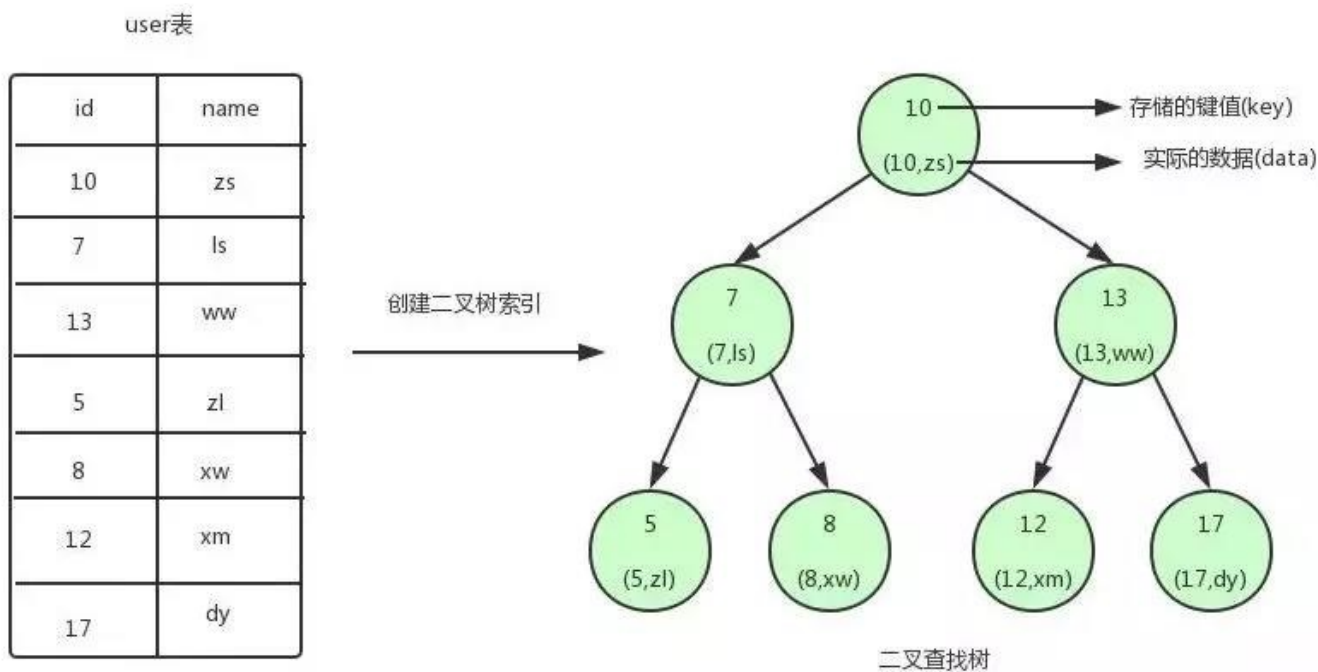 user表
id name
10 zs
7 ls
13 ww
5 zl
8 xw
12 xm
17 dy
创建二叉树索引
10
(10,zs)
存储的键值(key)
实际的数据(data)
7
(7,ls)
13
(13,ww)
5
(5,zl)
8
(8,xw)
12
(12,xm)
17
(17,dy)
二叉查找树